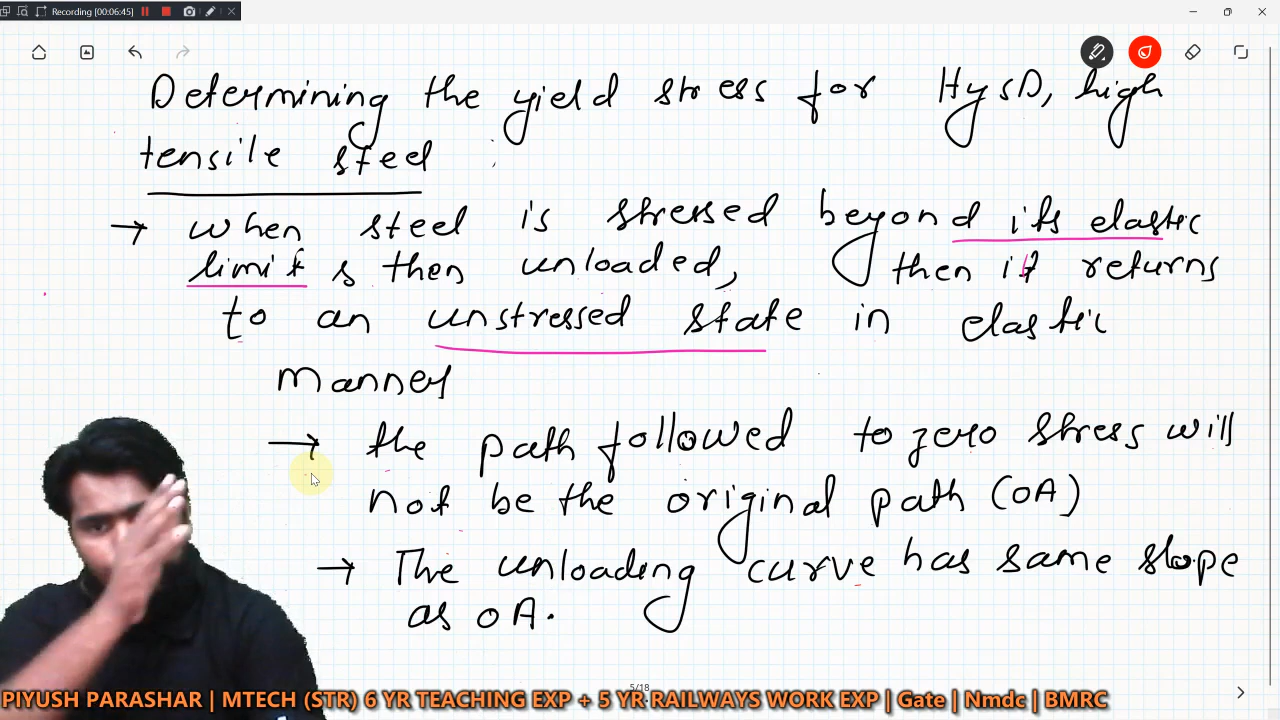 Recording [00:06:45]
Determining the yield stress for HysD, high
tensile steel
→ when steel is stressed beyond its elastic
limit & then unloaded, then it returns
to an unstressed state in elastic
manner
→ the path followed to zero stress will
not be the original path (OA)
→ The unloading curve has same slope
as OA.
5/18
PIYUSH PARASHAR | MTECH (STR) 6 YR TEACHING EXP + 5 YR RAILWAYS WORK EXP | Gate | Nmdc | BMRC